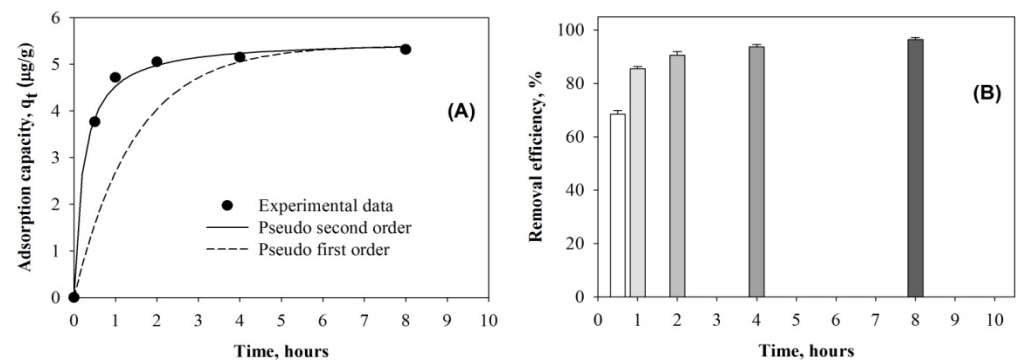 6
5
4
3
2
1
0
Adsorption capacity, qt (µg/g)
(A)
Experimental data
Pseudo second order
Pseudo first order
0 1 2 3 4 5 6 7 8 9 10
Time, hours
100
80
60
40
20
0
Removal efficiency, %
(B)
0 1 2 3 4 5 6 7 8 9 10
Time, hours